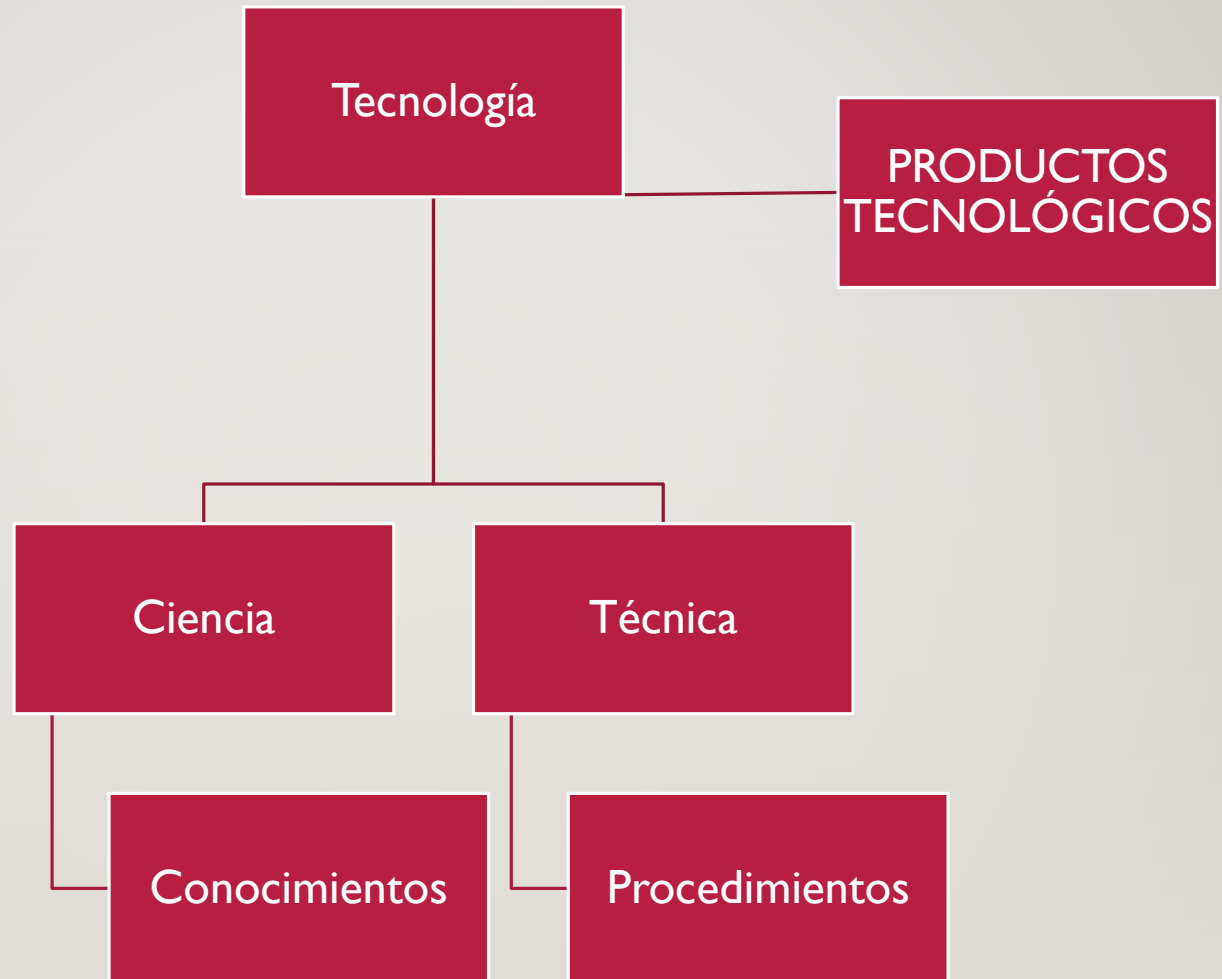 Tecnología
PRODUCTOS
TECNOLÓGICOS
Ciencia
Técnica
Conocimientos
Procedimientos